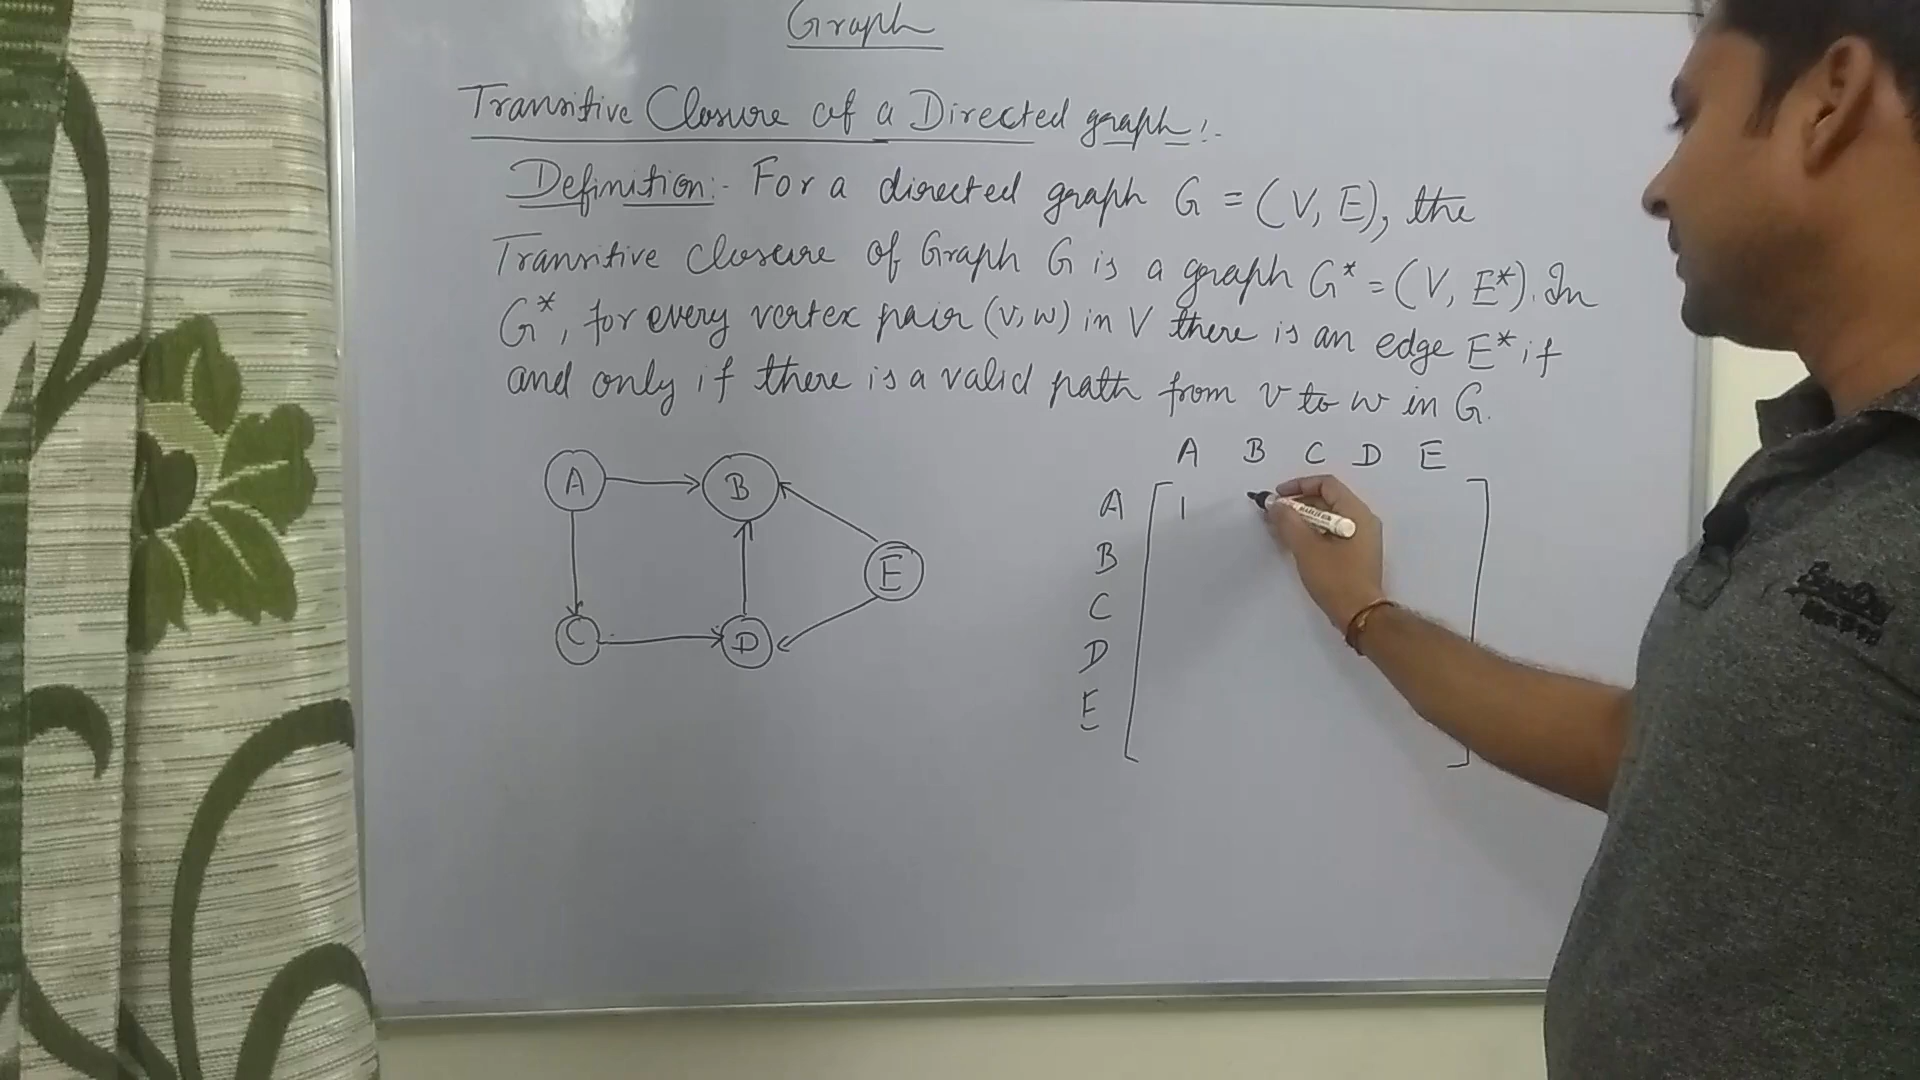 Graph
Transitive Closure of a Directed graph:-
Definition:- For a directed graph G = (V, E), the
Transitive closure of Graph G is a graph G* = (V, E*). In
G*, for every vertex pair (v, w) in V there is an edge E* if
and only if there is a valid path from v to w in G.
A B
E
C D
A B C D E
A 1
B
C
D
E